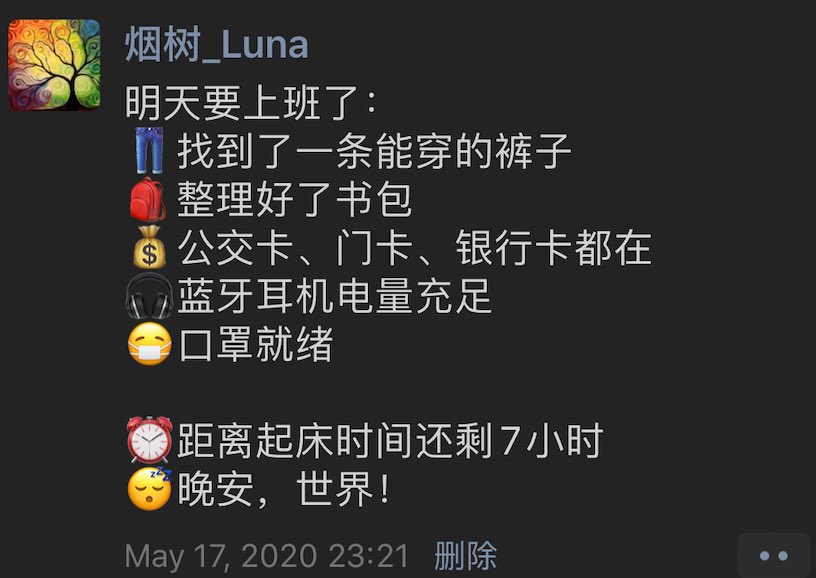 烟树_Luna
明天要上班了：
👖找到了一条能穿的裤子
🎒整理好了书包
💰公交卡、门卡、银行卡都在
🎧蓝牙耳机电量充足
😷口罩就绪

⏰距离起床时间还剩7小时
😴晚安，世界！
May 17, 2020 23:21 删除